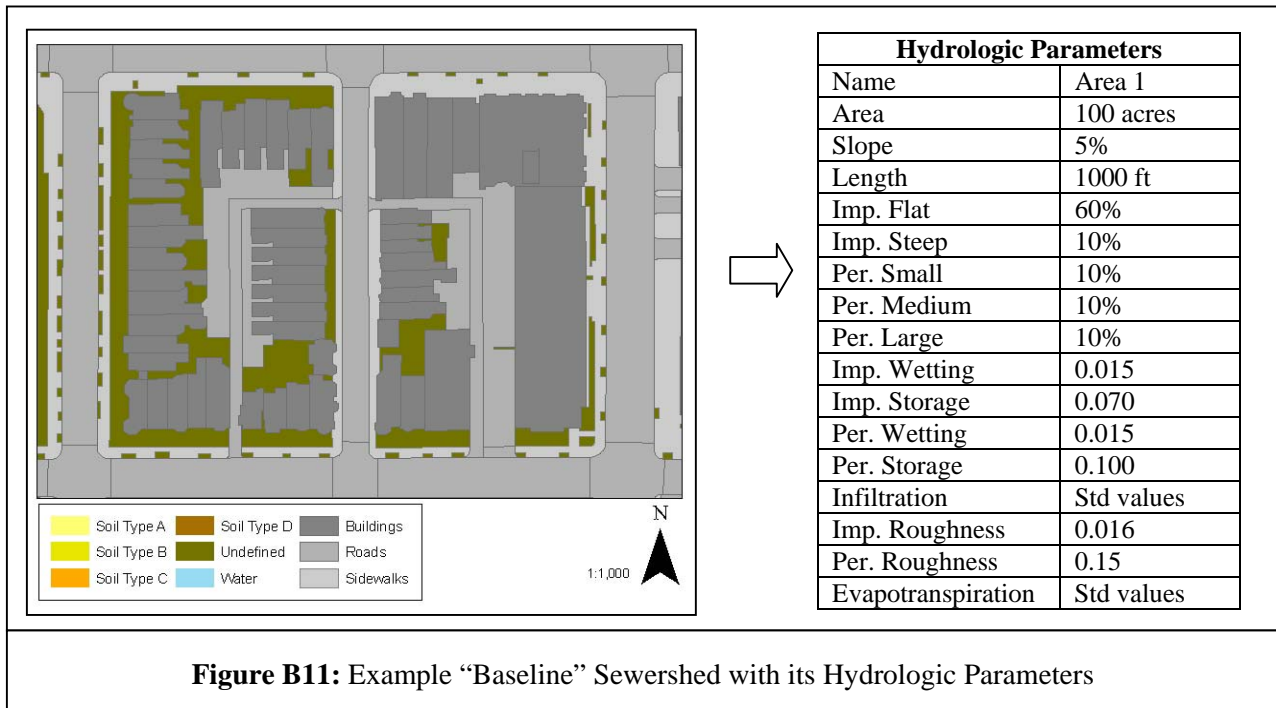 Soil Type A
Soil Type B
Soil Type C
Soil Type D
Undefined
Water
Buildings
Roads
Sidewalks
1:1,000
N
Hydrologic Parameters
Name Area 1
Area 100 acres
Slope 5%
Length 1000 ft
Imp. Flat 60%
Imp. Steep 10%
Per. Small 10%
Per. Medium 10%
Per. Large 10%
Imp. Wetting 0.015
Imp. Storage 0.070
Per. Wetting 0.015
Per. Storage 0.100
Infiltration Std values
Imp. Roughness 0.016
Per. Roughness 0.15
Evapotranspiration Std values
Figure B11: Example “Baseline” Sewershed with its Hydrologic Parameters